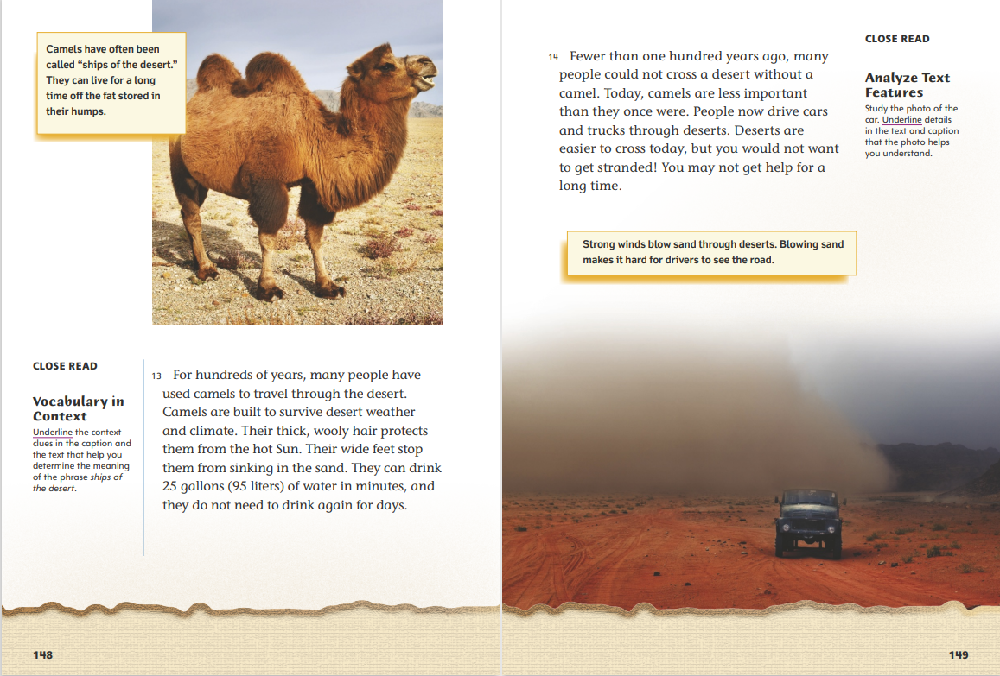 Camels have often been
called “ships of the desert.”
They can live for a long
time off the fat stored in
their humps.
CLOSE READ
Vocabulary in
Context
Underline the context
clues in the caption and
the text that help you
determine the meaning
of the phrase ships of
the desert.
13 For hundreds of years, many people have
used camels to travel through the desert.
Camels are built to survive desert weather
and climate. Their thick, wooly hair protects
them from the hot Sun. Their wide feet stop
them from sinking in the sand. They can drink
25 gallons (95 liters) of water in minutes, and
they do not need to drink again for days.
148
14 Fewer than one hundred years ago, many
people could not cross a desert without a
camel. Today, camels are less important
than they once were. People now drive cars
and trucks through deserts. Deserts are
easier to cross today, but you would not want
to get stranded! You may not get help for a
long time.
CLOSE READ
Analyze Text
Features
Study the photo of the
car. Underline details
in the text and caption
that the photo helps
you understand.
Strong winds blow sand through deserts. Blowing sand
makes it hard for drivers to see the road.
149